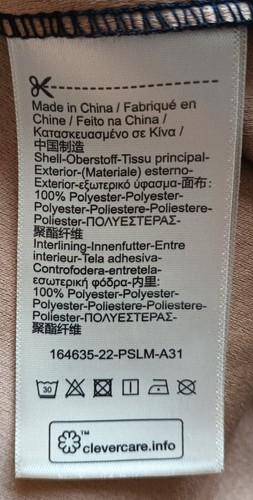 Made in China / Fabriqué en
Chine / Feito na China /
Κατασκευασμένο σε Κίνα /
中国制造
Shell-Oberstoff-Tissu principal-
Exterior-(Materiale) esterno-
Exterior-εξωτερικό ύφασμα-面布:
100% Polyester-Polyester-
Polyester-Poliestere-Poliestere-
Poliester-ΠΟΛΥΕΣΤΕΡΑΣ-
聚酯纤维
Interlining-Innenfutter-Entre
interieur-Tela adhesiva-
Controfodera-entretela-
εσωτερική φόδρα-内里:
100% Polyester-Polyester-
Polyester-Poliestere-Poliestere-
Poliester-ΠΟΛΥΕΣΤΕΡΑΣ-
聚酯纤维
164635-22-PSLM-A31
30
TM clevercare.info